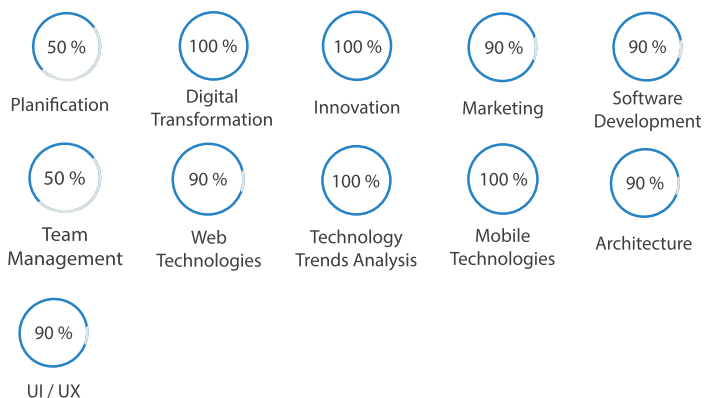 50 %
100 %
100 %
90 %
90 %
Planification
Digital
Transformation
Innovation
Marketing
Software
Development
50 %
90 %
100 %
100 %
90 %
Team
Management
Web
Technologies
Technology
Trends Analysis
Mobile
Technologies
Architecture
90 %
UI / UX